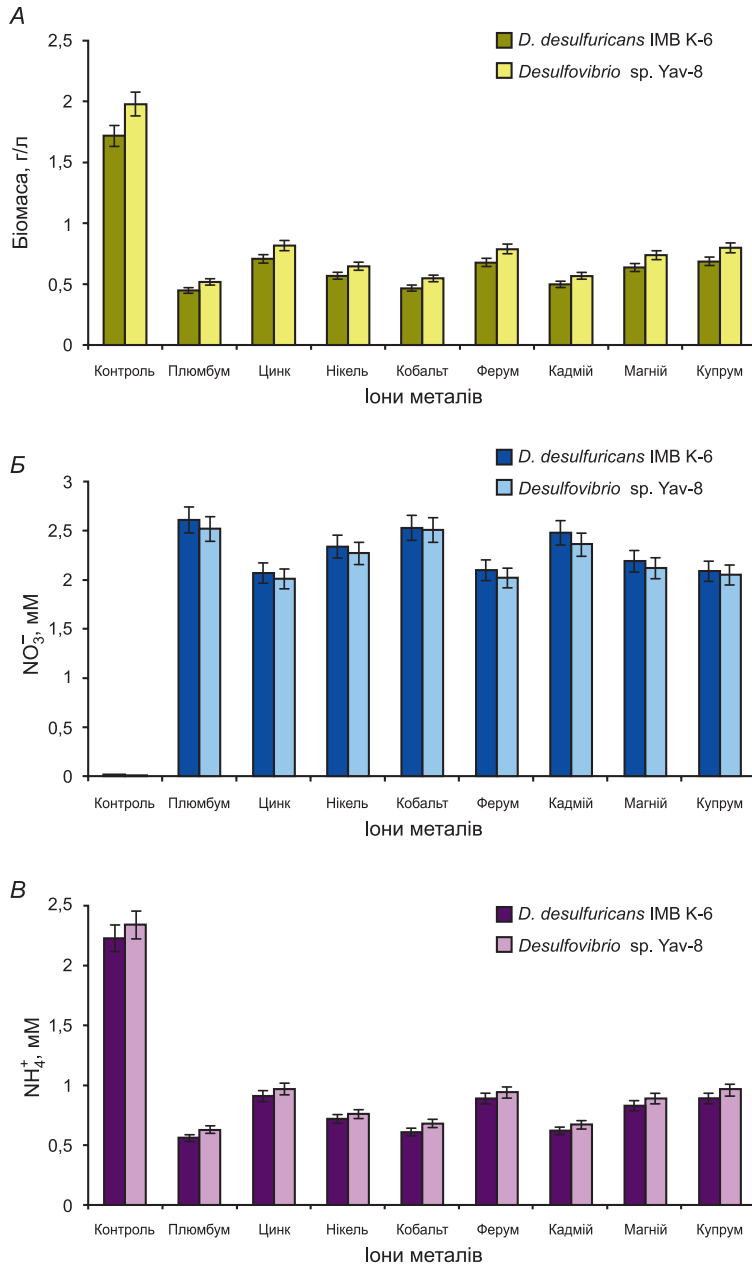 А
D. desulfuricans ІМВ К-6
Desulfovibrio sp. Yav-8
Біомаса, г/л
2,5
2
1,5
1
0,5
0
Контроль Плюмбум Цинк Нікель Кобальт Ферум Кадмій Магній Купрум
Іони металів
Б
D. desulfuricans ІМВ К-6
Desulfovibrio sp. Yav-8
NO₃⁻, мМ
3
2,5
2
1,5
1
0,5
0
Контроль Плюмбум Цинк Нікель Кобальт Ферум Кадмій Магній Купрум
Іони металів
В
D. desulfuricans ІМВ К-6
Desulfovibrio sp. Yav-8
NH₄⁺, мМ
2,5
2
1,5
1
0,5
0
Контроль Плюмбум Цинк Нікель Кобальт Ферум Кадмій Магній Купрум
Іони металів